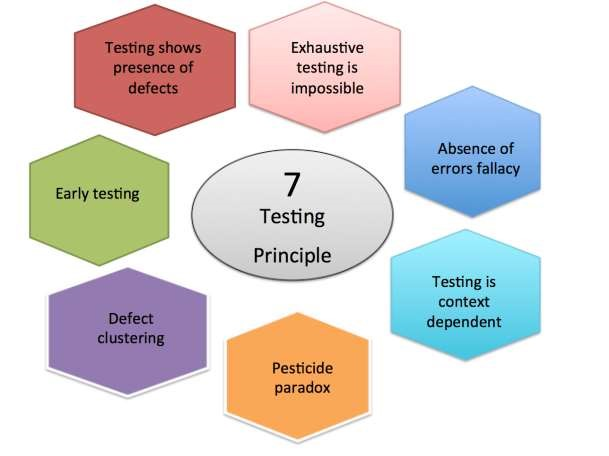 Testing shows
presence of
defects
Exhaustive
testing is
impossible
Absence of
errors fallacy
Early testing
7
Testing
Principle
Testing is
context
dependent
Defect
clustering
Pesticide
paradox